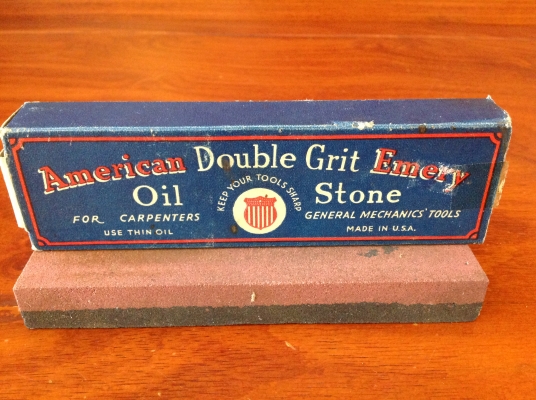 American Double Grit Emery
Oil Stone
KEEP YOUR TOOLS SHARP
FOR CARPENTERS GENERAL MECHANICS' TOOLS
USE THIN OIL MADE IN U.S.A.